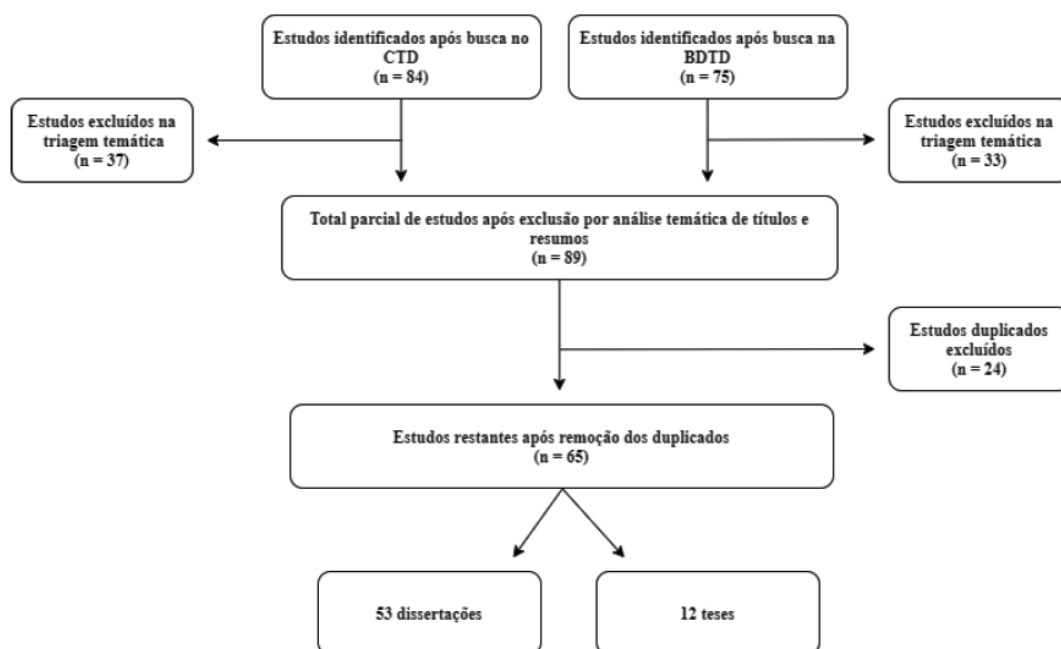 Estudos identificados após busca no
CTD
(n = 84)
Estudos identificados após busca na
BDTD
(n = 75)
Estudos excluídos na
triagem temática
(n = 37)
Estudos excluídos na
triagem temática
(n = 33)
Total parcial de estudos após exclusão por análise temática de títulos e
resumos
(n = 89)
Estudos duplicados
excluídos
(n = 24)
Estudos restantes após remoção dos duplicados
(n = 65)
53 dissertações
12 teses